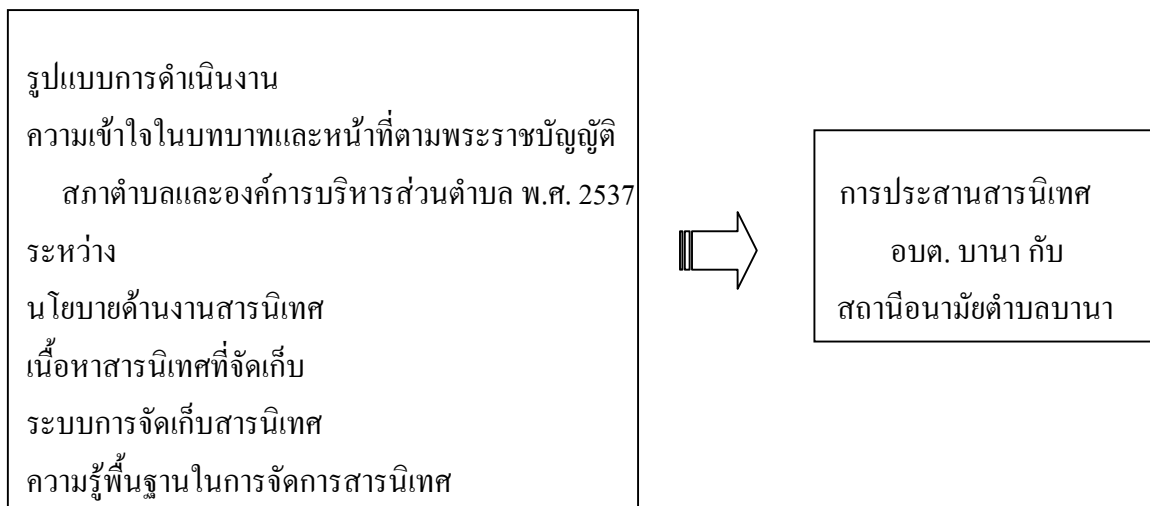 รูปแบบการดำเนินงาน
ความเข้าใจในบทบาทและหน้าที่ตามพระราชบัญญัติ
สภาตำบลและองค์การบริหารส่วนตำบล พ.ศ. 2537
ระหว่าง
นโยบายด้านงานสารนิเทศ
เนื้อหาสารนิเทศที่จัดเก็บ
ระบบการจัดเก็บสารนิเทศ
ความรู้พื้นฐานในการจัดการสารนิเทศ
การประสานสารนิเทศ
อบต. บานา กับ
สถานีอนามัยตำบลบานา